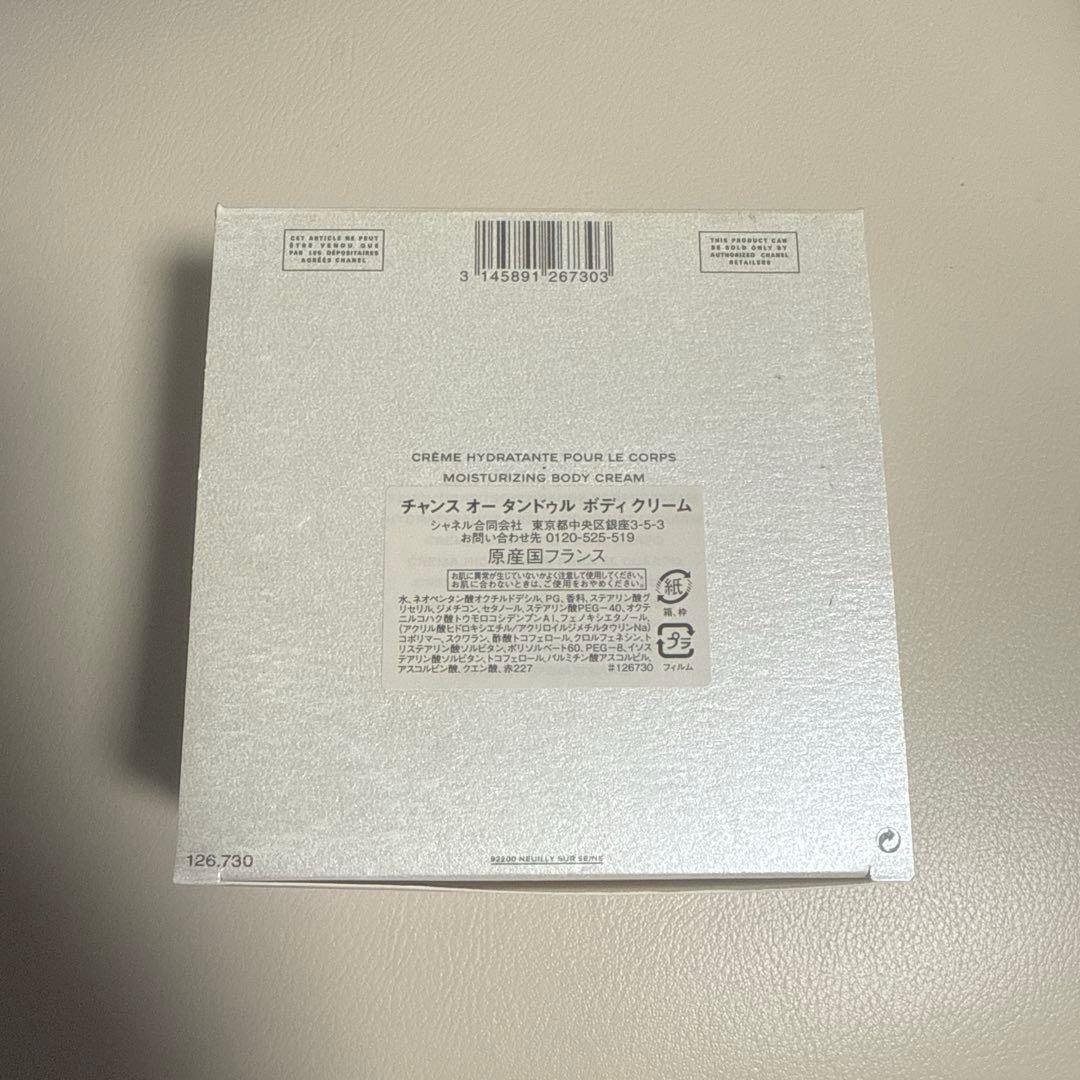 CET ARTICLE NE PEUT
ÊTRE VENDU QUE
PAR LES DÉPOSITAIRES
AGRÉÉS CHANEL
3 145891 267303
THIS PRODUCT CAN
BE SOLD ONLY BY
AUTHORIZED CHANEL
RETAILERS
CRÈME HYDRATANTE POUR LE CORPS
MOISTURIZING BODY CREAM
チャンス オー タンドゥル ボディ クリーム
シャネル合同会社 東京都中央区銀座3-5-3
お問い合わせ先 0120-525-519
原産国フランス
お肌に異常が生じていないかよく注意して使用してください。
お肌に合わないときは、ご使用をおやめください。
水、ネオペンタン酸オクチルドデシル、PG、香料、ステアリン酸グ
リセリル、ジメチコン、セタノール、ステアリン酸PEG-40、オクテ
ニルコハク酸トウモロコシデンプンAl、フェノキシエタノール、
(アクリル酸ヒドロキシエチル/アクリロイルジメチルタウリンNa)
コポリマー、スクワラン、酢酸トコフェロール、クロルフェネシン、ト
リステアリン酸ソルビタン、ポリソルベート60、PEG-8、イソス
テアリン酸ソルビタン、トコフェロール、パルミチン酸アスコルビル、
アスコルビン酸、クエン酸、赤227 #126730
紙
箱、枠
プラ
フィルム
126.730
92200 NEUILLY SUR SEINE